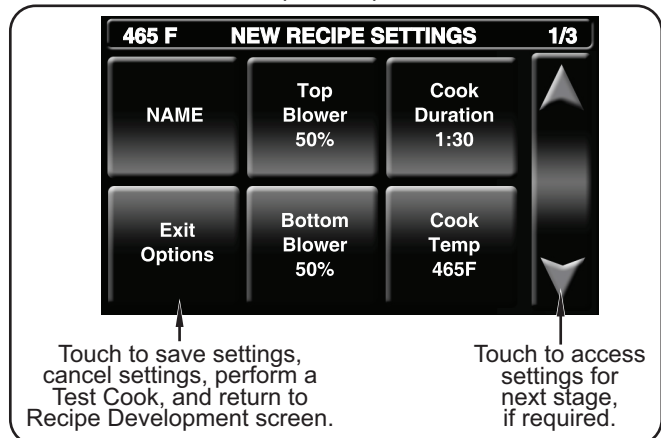 465 F NEW RECIPE SETTINGS 1/3
NAME
Top
Blower
50%
Cook
Duration
1:30
Exit
Options
Bottom
Blower
50%
Cook
Temp
465F
Touch to save settings,
cancel settings, perform a
Test Cook, and return to
Recipe Development screen.
Touch to access
settings for
next stage,
if required.